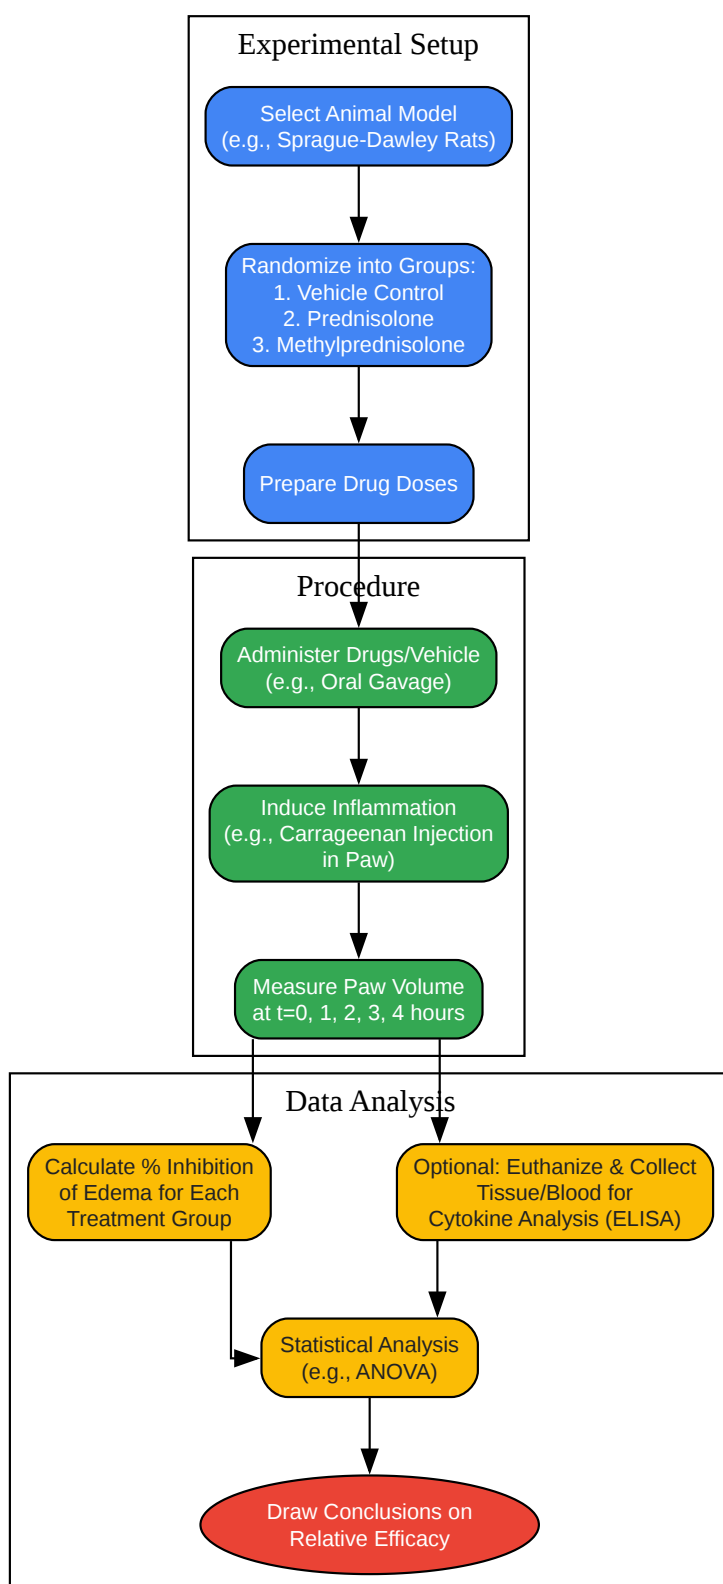 Experimental Setup
Select Animal Model
(e.g., Sprague-Dawley Rats)
Randomize into Groups:
1. Vehicle Control
2. Prednisolone
3. Methylprednisolone
Prepare Drug Doses
Procedure
Administer Drugs/Vehicle
(e.g., Oral Gavage)
Induce Inflammation
(e.g., Carrageenan Injection
in Paw)
Measure Paw Volume
at t=0, 1, 2, 3, 4 hours
Data Analysis
Calculate % Inhibition
of Edema for Each
Treatment Group
Optional: Euthanize & Collect
Tissue/Blood for
Cytokine Analysis (ELISA)
Statistical Analysis
(e.g., ANOVA)
Draw Conclusions on
Relative Efficacy